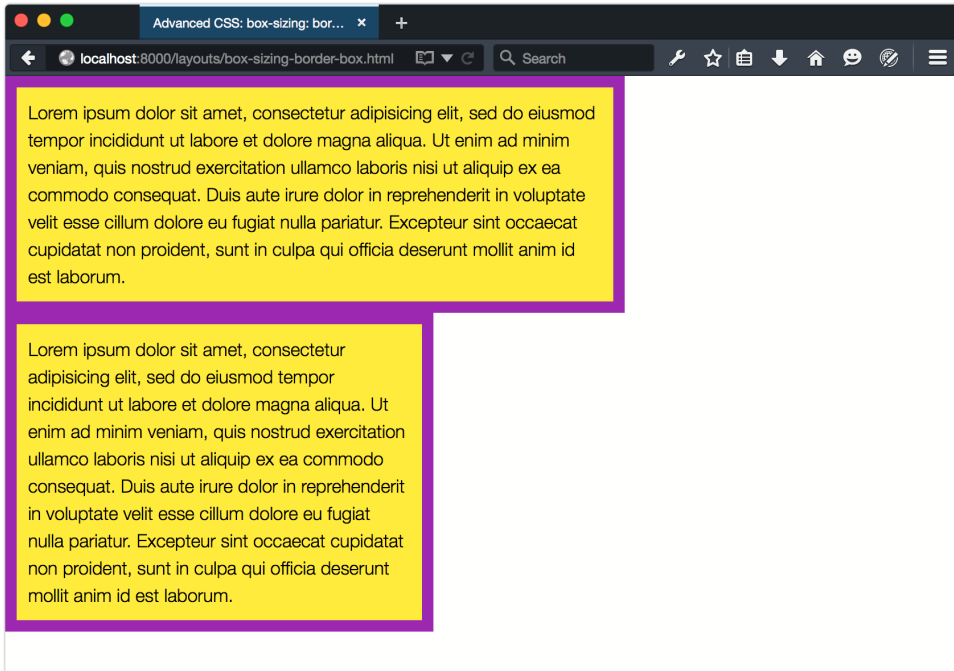 Advanced CSS: box-sizing: bor...
localhost:8000/layouts/box-sizing-border-box.html
Search
Lorem ipsum dolor sit amet, consectetur adipisicing elit, sed do eiusmod
tempor incididunt ut labore et dolore magna aliqua. Ut enim ad minim
veniam, quis nostrud exercitation ullamco laboris nisi ut aliquip ex ea
commodo consequat. Duis aute irure dolor in reprehenderit in voluptate
velit esse cillum dolore eu fugiat nulla pariatur. Excepteur sint occaecat
cupidatat non proident, sunt in culpa qui officia deserunt mollit anim id
est laborum.
Lorem ipsum dolor sit amet, consectetur
adipisicing elit, sed do eiusmod tempor
incididunt ut labore et dolore magna aliqua. Ut
enim ad minim veniam, quis nostrud exercitation
ullamco laboris nisi ut aliquip ex ea commodo
consequat. Duis aute irure dolor in reprehenderit
in voluptate velit esse cillum dolore eu fugiat
nulla pariatur. Excepteur sint occaecat cupidatat
non proident, sunt in culpa qui officia deserunt
mollit anim id est laborum.